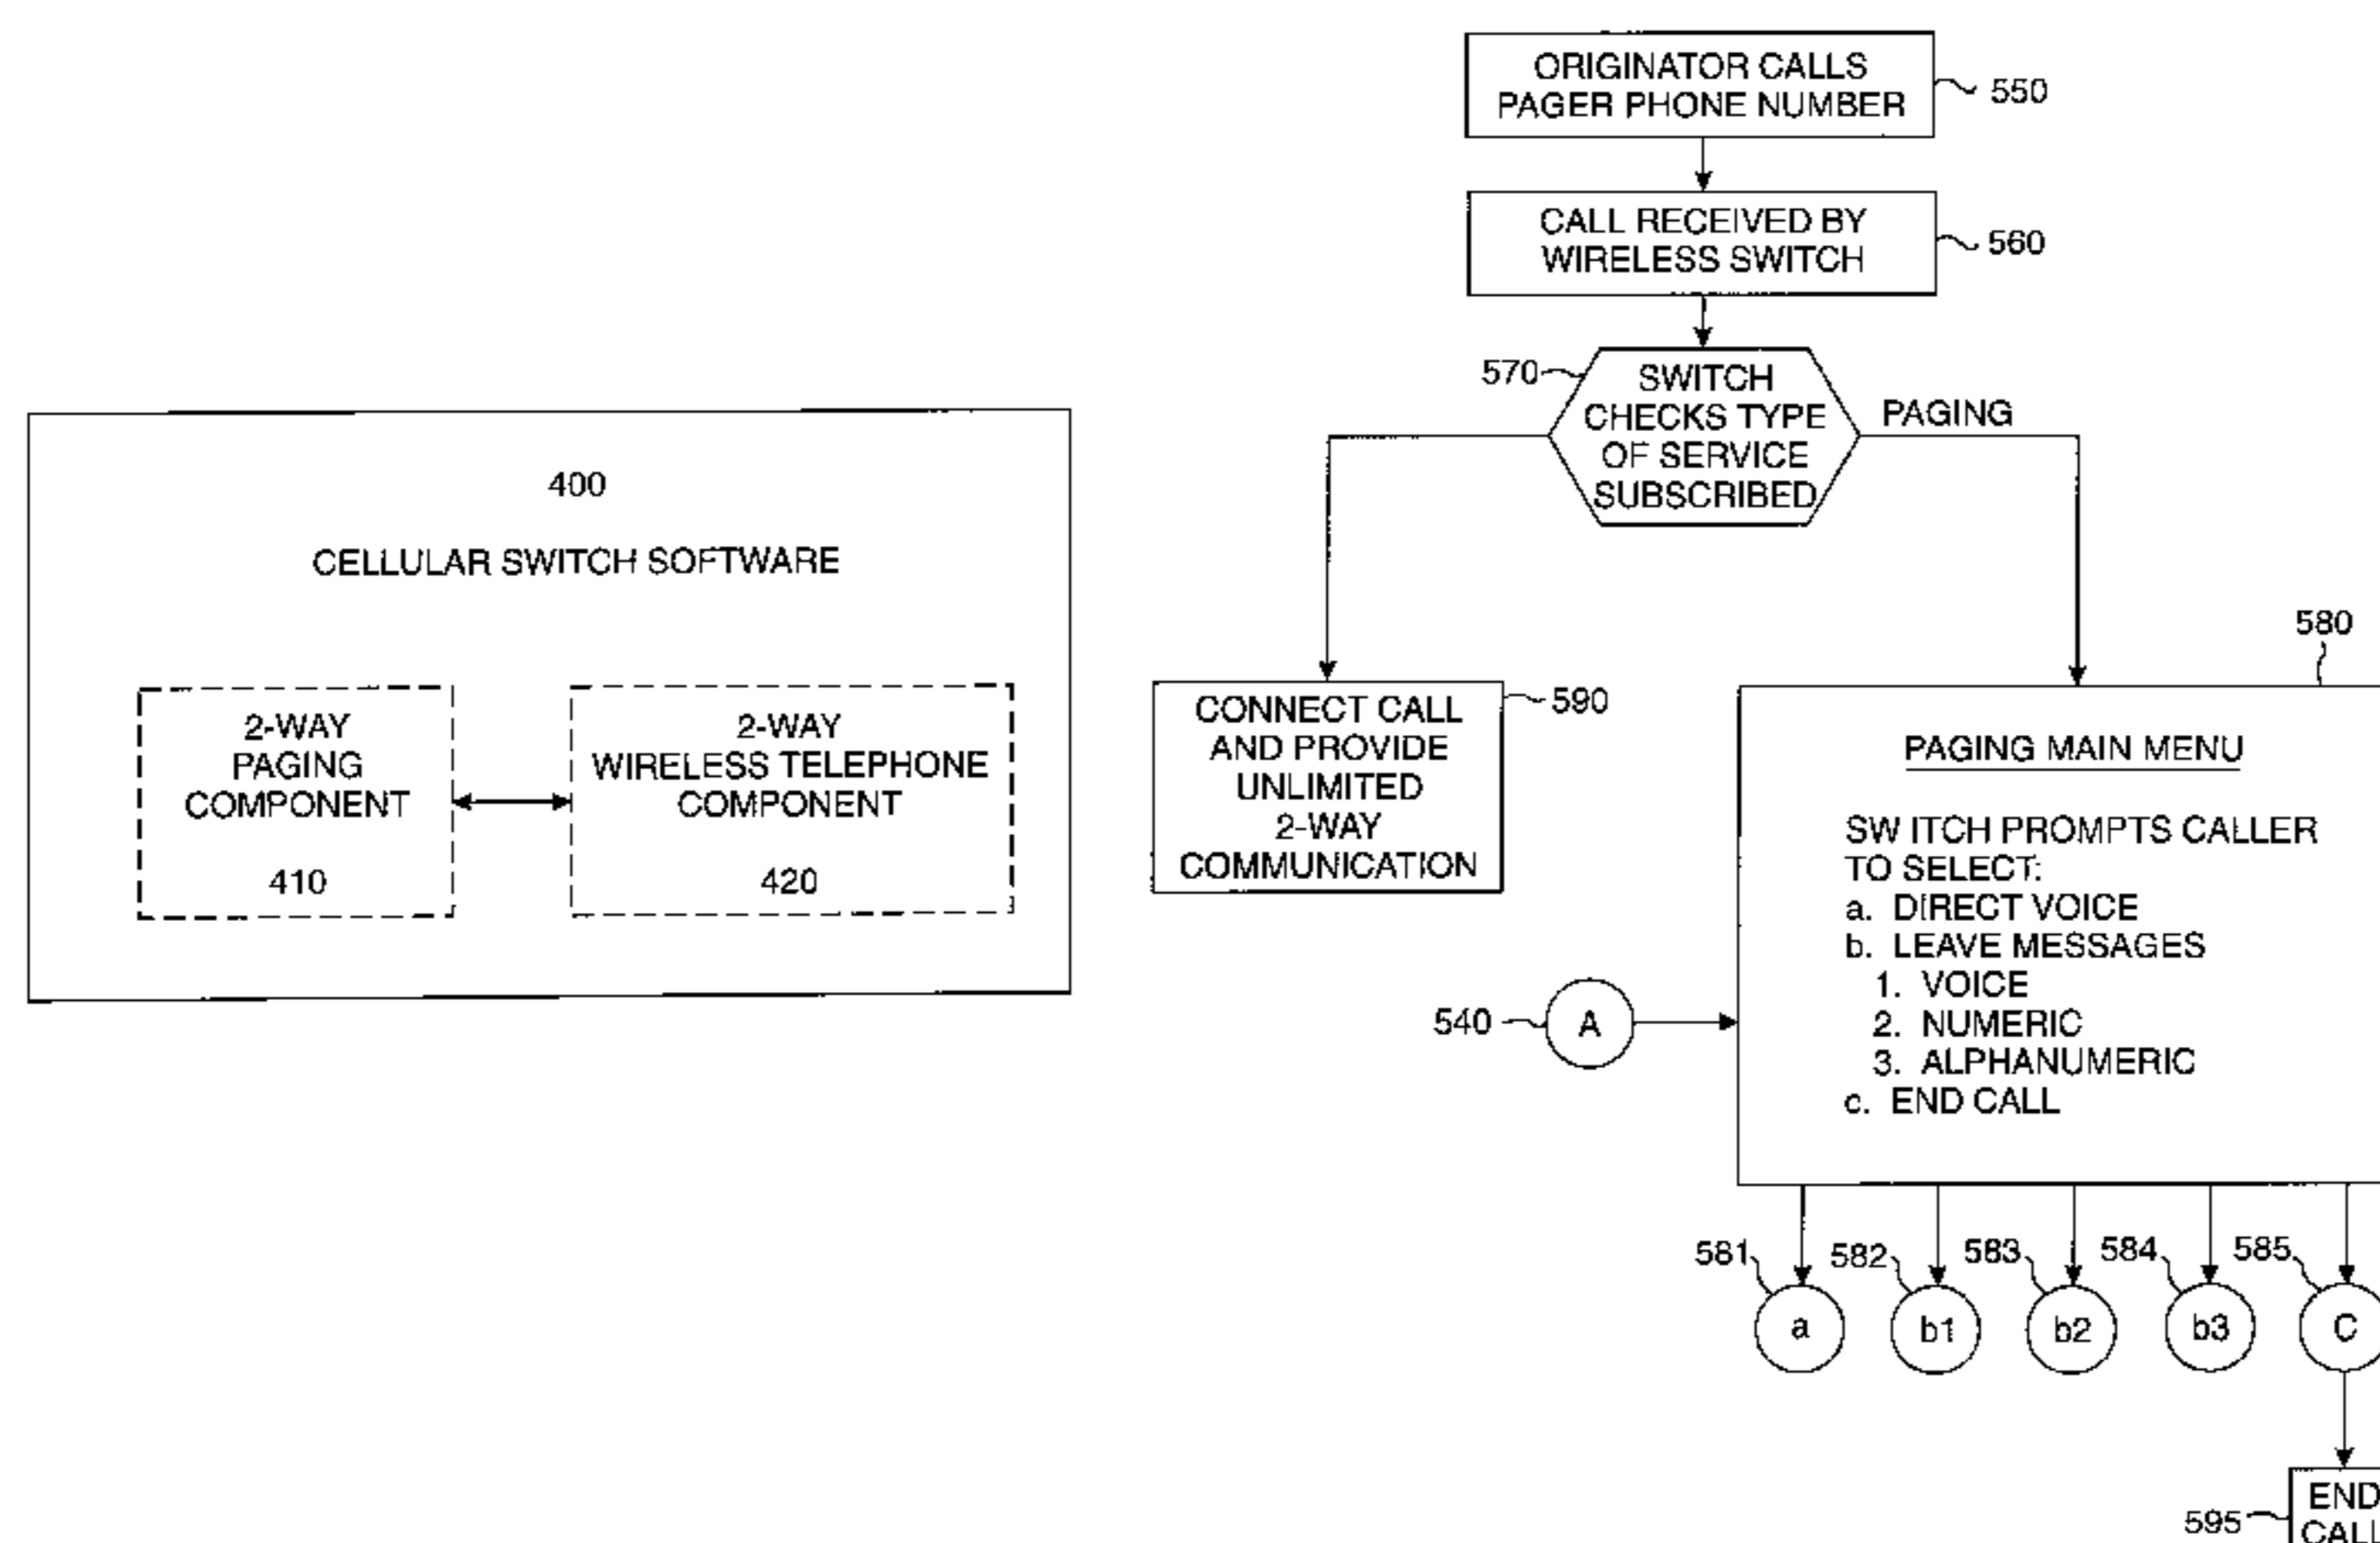 400
CELLULAR SWITCH SOFTWARE
2-WAY
PAGING
COMPONENT
410
2-WAY
WIRELESS TELEPHONE
COMPONENT
420
ORIGINATOR CALLS
PAGER PHONE NUMBER
550
CALL RECEIVED BY
WIRELESS SWITCH
560
570
SWITCH
CHECKS TYPE
OF SERVICE
SUBSCRIBED
PAGING
590
CONNECT CALL
AND PROVIDE
UNLIMITED
2-WAY
COMMUNICATION
580
PAGING MAIN MENU
SWITCH PROMPTS CALLER
TO SELECT:
a. DIRECT VOICE
b. LEAVE MESSAGES
1. VOICE
2. NUMERIC
3. ALPHANUMERIC
c. END CALL
540
A
581
582
583
584
585
a
b1
b2
b3
C
END
CALL
595